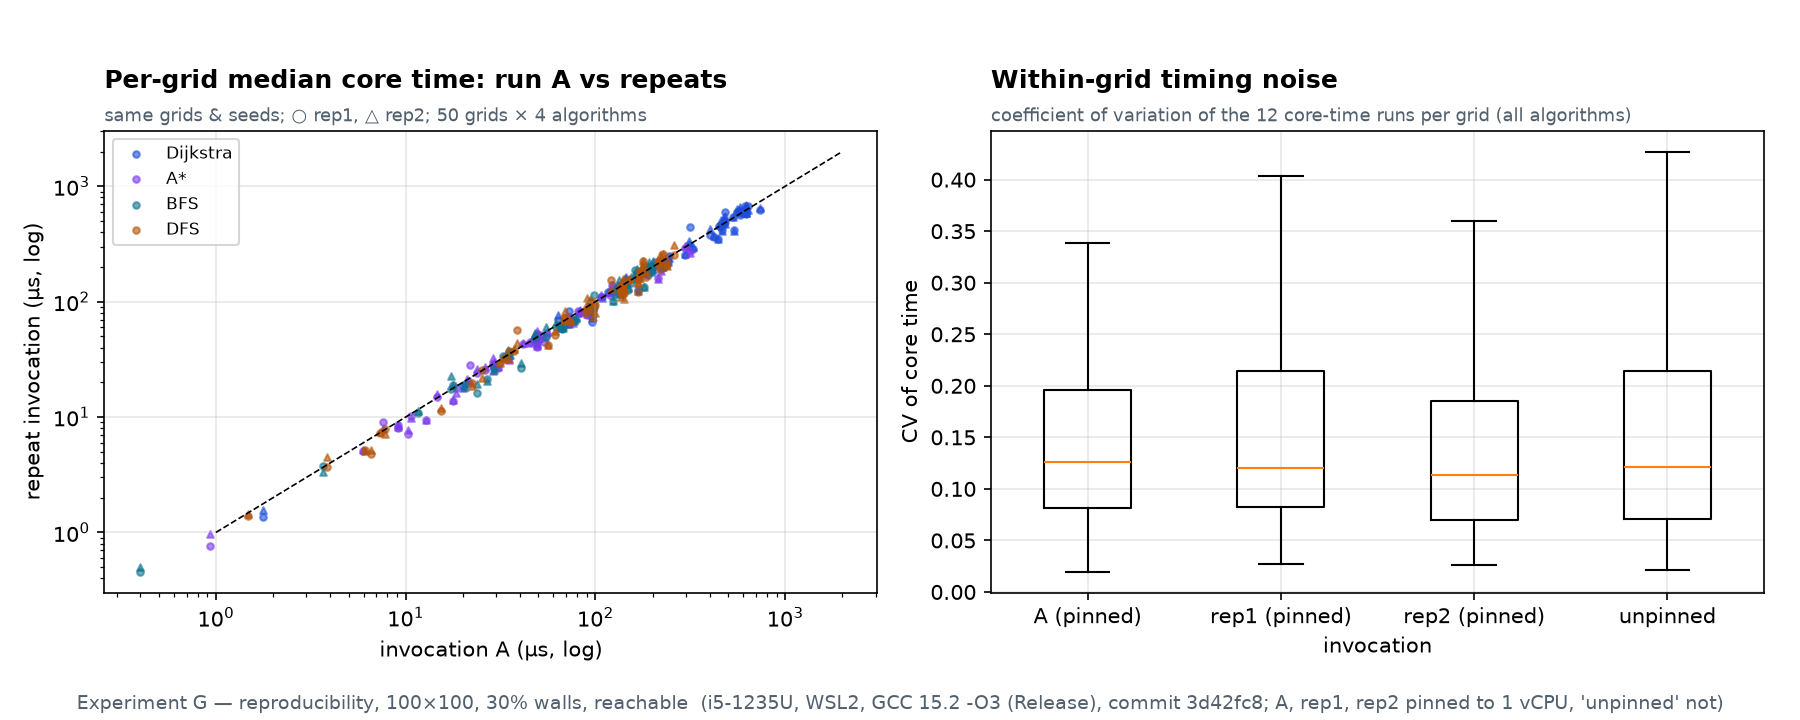 Per-grid median core time: run A vs repeats
same grids & seeds; ○ rep1, △ rep2; 50 grids × 4 algorithms
Dijkstra
A*
BFS
DFS
repeat invocation (μs, log)
10³
10²
10¹
10⁰
10⁰ 10¹ 10² 10³
invocation A (μs, log)
Within-grid timing noise
coefficient of variation of the 12 core-time runs per grid (all algorithms)
CV of core time
0.40
0.35
0.30
0.25
0.20
0.15
0.10
0.05
0.00
A (pinned) rep1 (pinned) rep2 (pinned) unpinned
invocation
Experiment G — reproducibility, 100×100, 30% walls, reachable (i5-1235U, WSL2, GCC 15.2 -O3 (Release), commit 3d42fc8; A, rep1, rep2 pinned to 1 vCPU, 'unpinned' not)